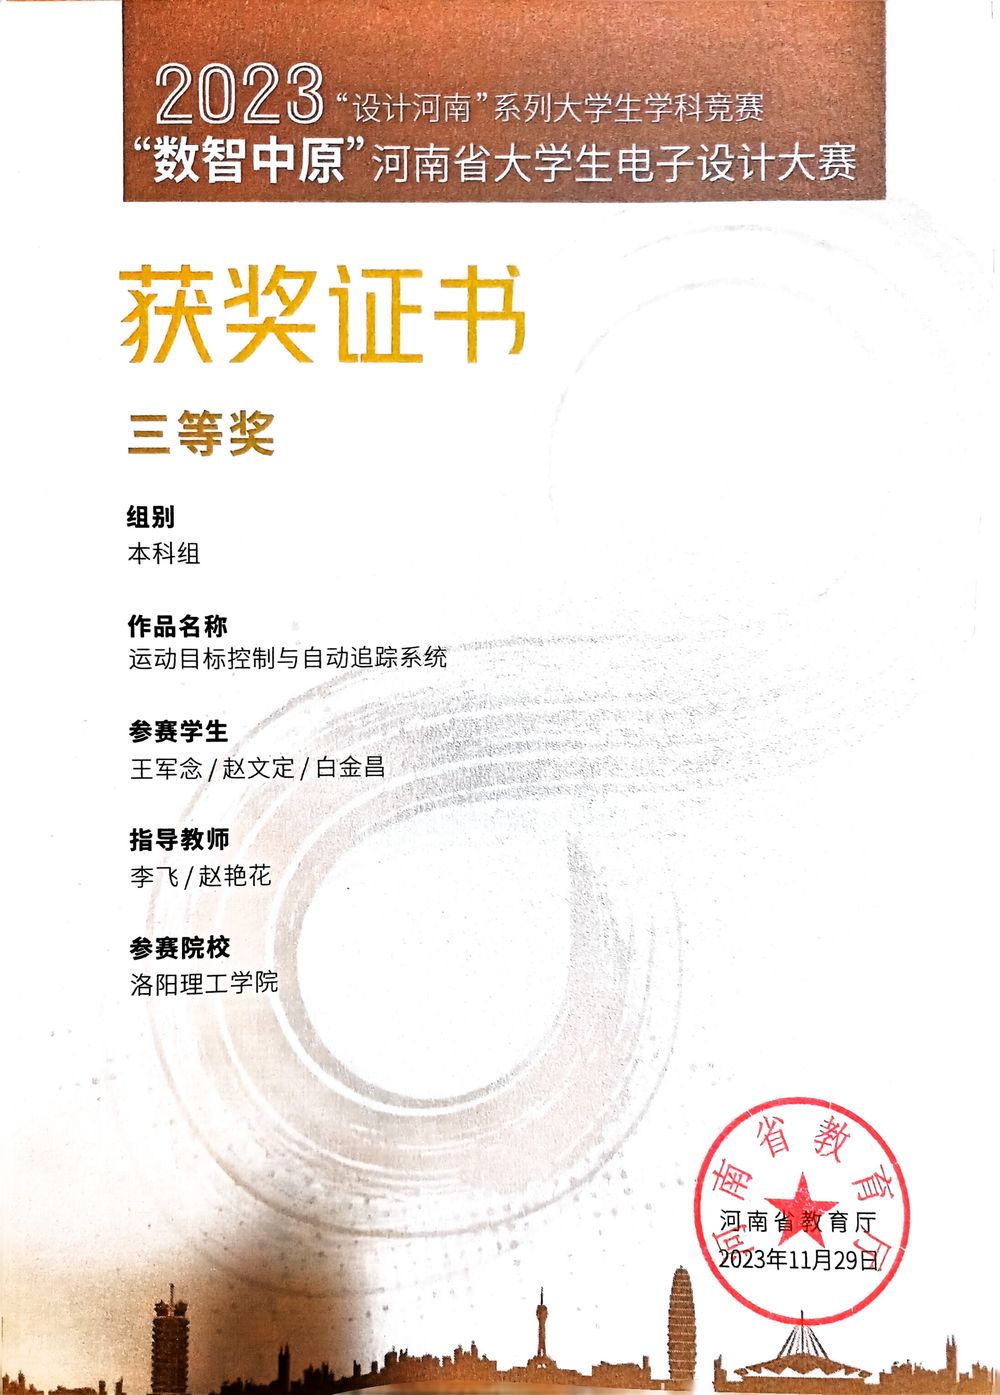 2023“设计河南”系列大学生学科竞赛
“数智中原”河南省大学生电子设计大赛
获奖证书
三等奖
组别
本科组
作品名称
运动目标控制与自动追踪系统
参赛学生
王军念/赵文定/白金昌
指导教师
李飞/赵艳花
参赛院校
洛阳理工学院
河南省教育厅
河南省教育厅
2023年11月29日